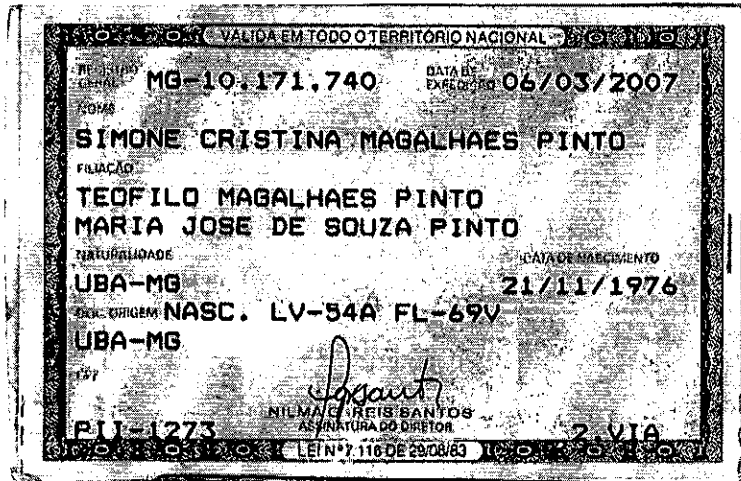 VÁLIDA EM TODO O TERRITÓRIO NACIONAL
REGISTRO GERAL MG-10.171.740 DATA DE EXPEDIÇÃO 06/03/2007
NOME
SIMONE CRISTINA MAGALHAES PINTO
FILIAÇÃO
TEOFILO MAGALHAES PINTO
MARIA JOSE DE SOUZA PINTO
NATURALIDADE DATA DE NASCIMENTO
UBA-MG 21/11/1976
DOC. ORIGEM NASC. LV-54A FL-69V
UBA-MG
CPF
NILMA REIS SANTOS
PIJ-1273 ASSINATURA DO DIRETOR 2.VIA
LEI Nº 7.116 DE 29/08/83